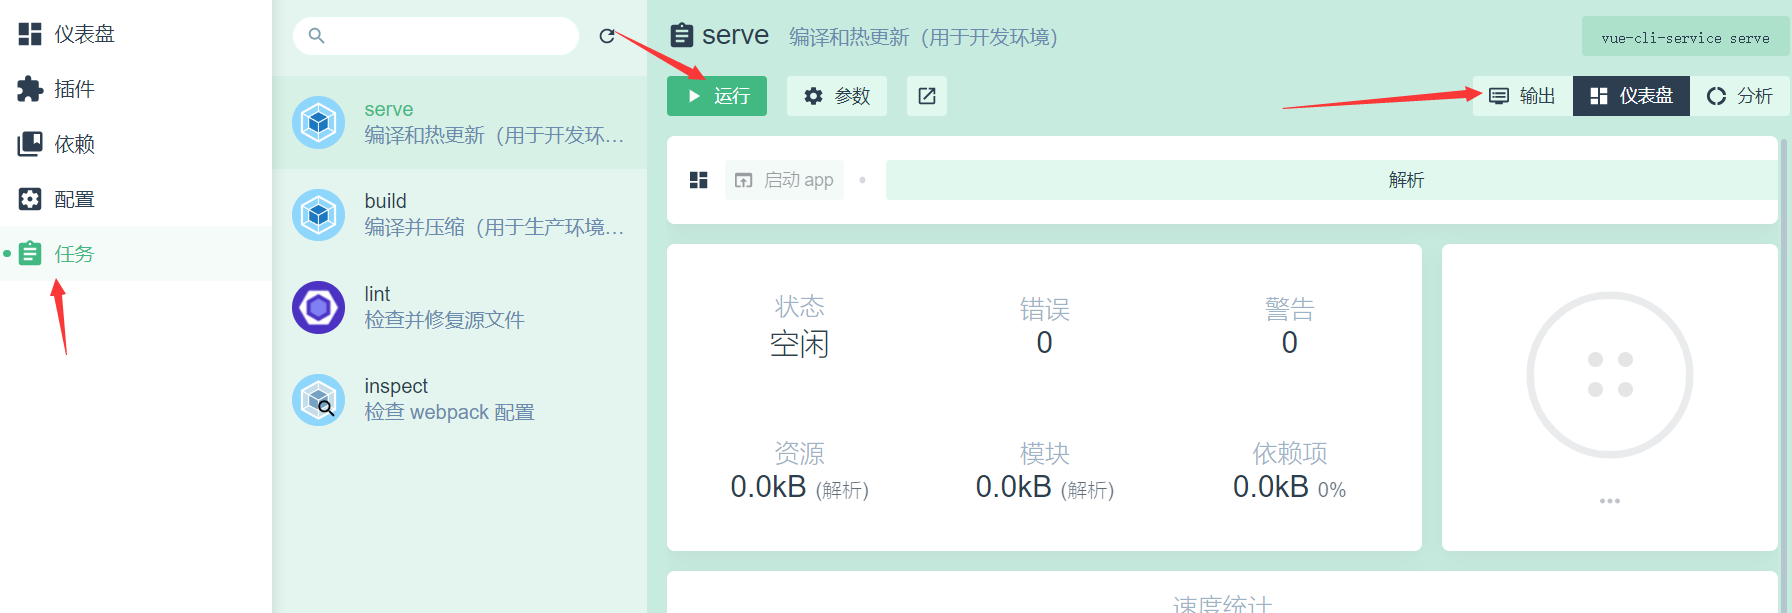 仪表盘
插件
依赖
配置
任务
serve
编译和热更新（用于开发环...
build
编译并压缩（用于生产环境...
lint
检查并修复源文件
inspect
检查 webpack 配置
serve 编译和热更新（用于开发环境）
vue-cli-service serve
运行 参数 输出 仪表盘 分析
启动 app 解析
状态 错误 警告
空闲 0 0
资源 模块 依赖项
0.0kB (解析) 0.0kB (解析) 0.0kB 0%
速度统计